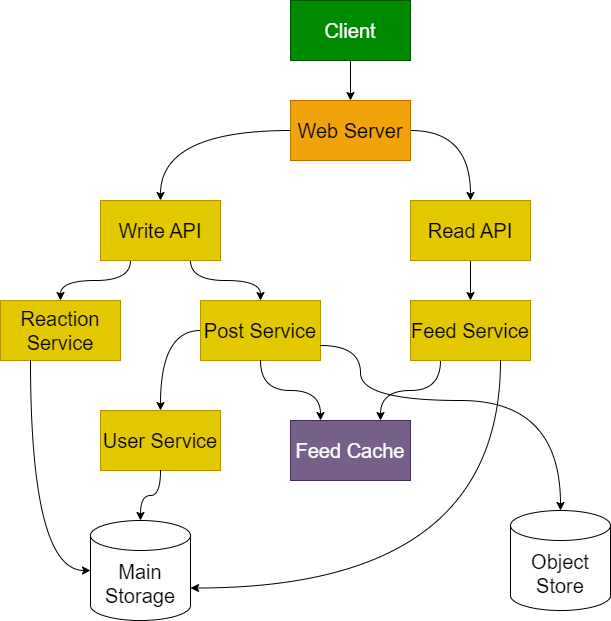 Client
Web Server
Write API
Read API
Reaction
Service
Post Service
Feed Service
User Service
Feed Cache
Main
Storage
Object
Store